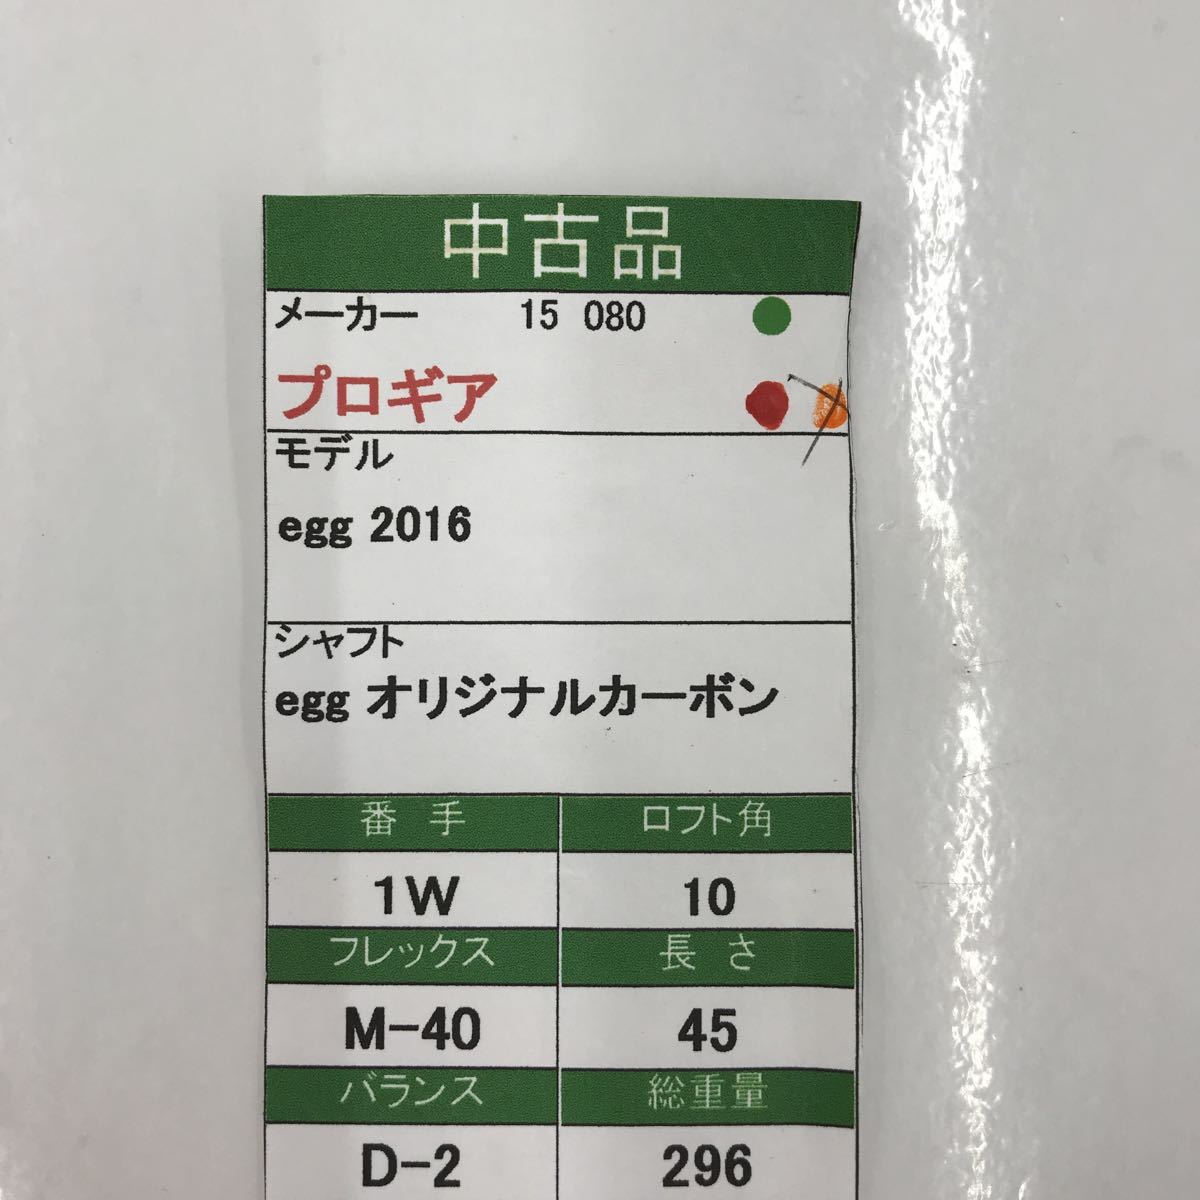 中古品
メーカー 15 080
プロギア
モデル
egg 2016
シャフト
egg オリジナルカーボン
番 手 ロフト角
1W 10
フレックス 長 さ
M-40 45
バランス 総重量
D-2 296